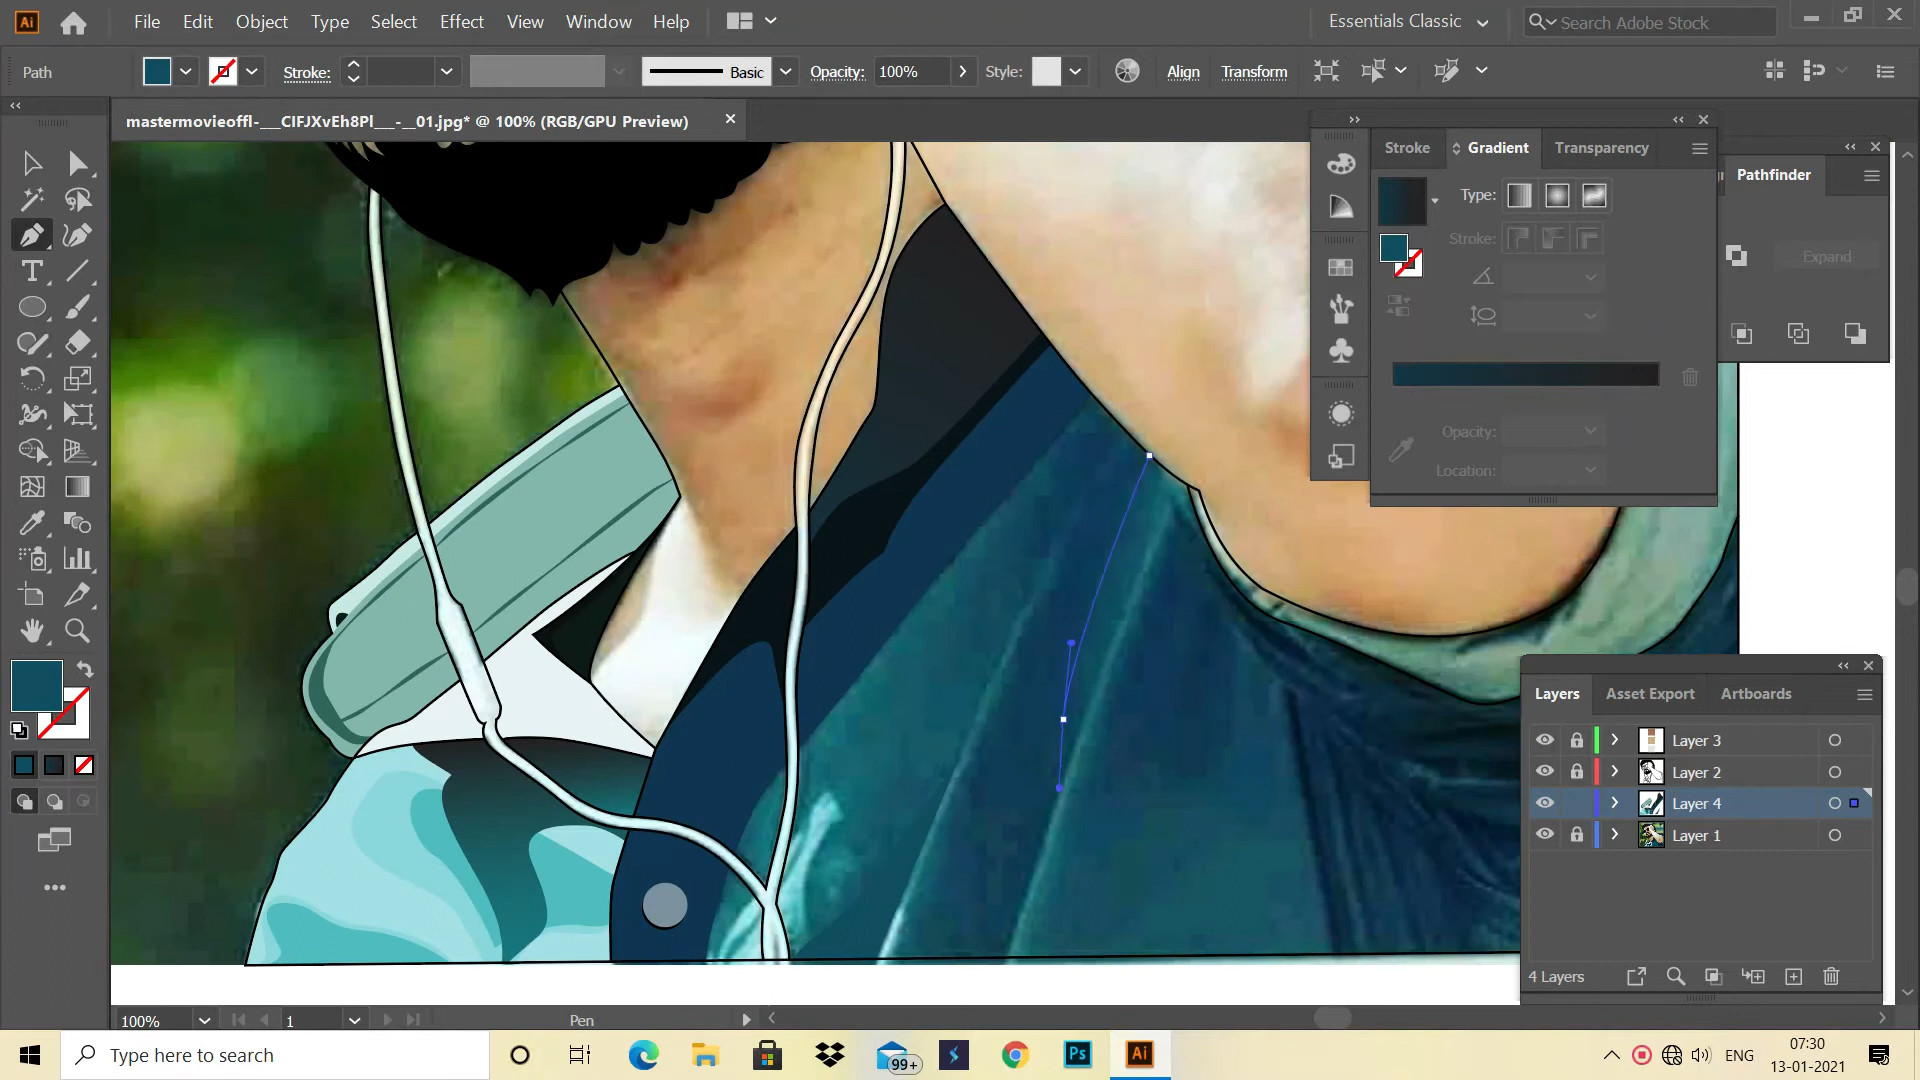 Ai File Edit Object Type Select Effect View Window Help Essentials Classic Search Adobe Stock
Path Stroke: Basic Opacity: 100% Style: Align Transform
mastermovieoffl-___CIFJXvEh8Pl___-__01.jpg* @ 100% (RGB/GPU Preview)
Stroke Gradient Transparency
Pathfinder
Type:
Stroke:
Expand
Opacity:
Location:
Layers Asset Export Artboards
Layer 3
Layer 2
Layer 4
Layer 1
4 Layers
100% 1 Pen
Type here to search
99+
Ps
Ai
ENG
07:30
13-01-2021